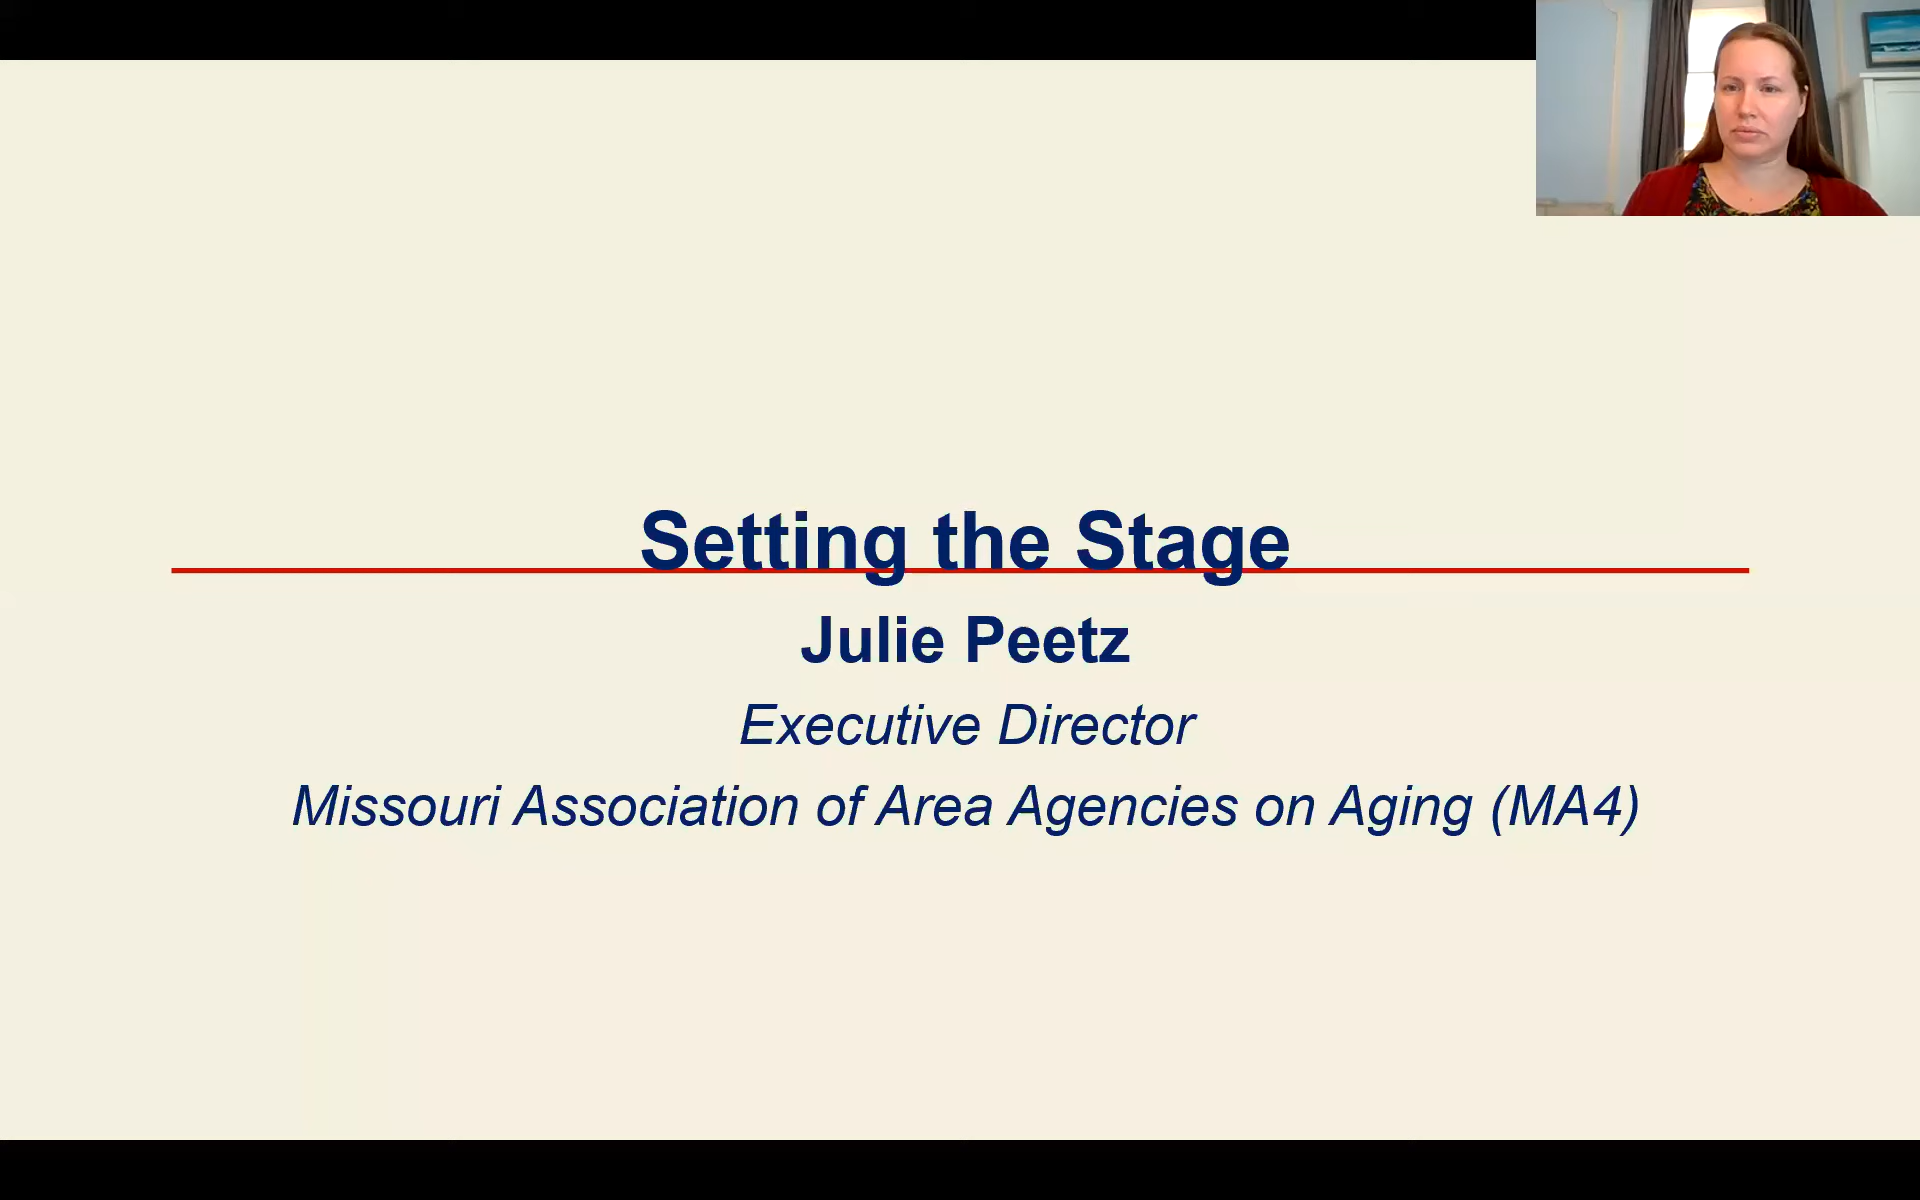 Setting the Stage
Julie Peetz
Executive Director
Missouri Association of Area Agencies on Aging (MA4)